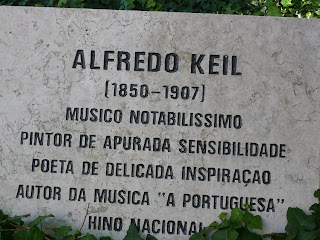 ALFREDO KEIL
(1850-1907)
MUSICO NOTABILISSIMO
PINTOR DE APURADA SENSIBILIDADE
POETA DE DELICADA INSPIRAÇAO
AUTOR DA MUSICA "A PORTUGUESA"
HINO NACIONAL